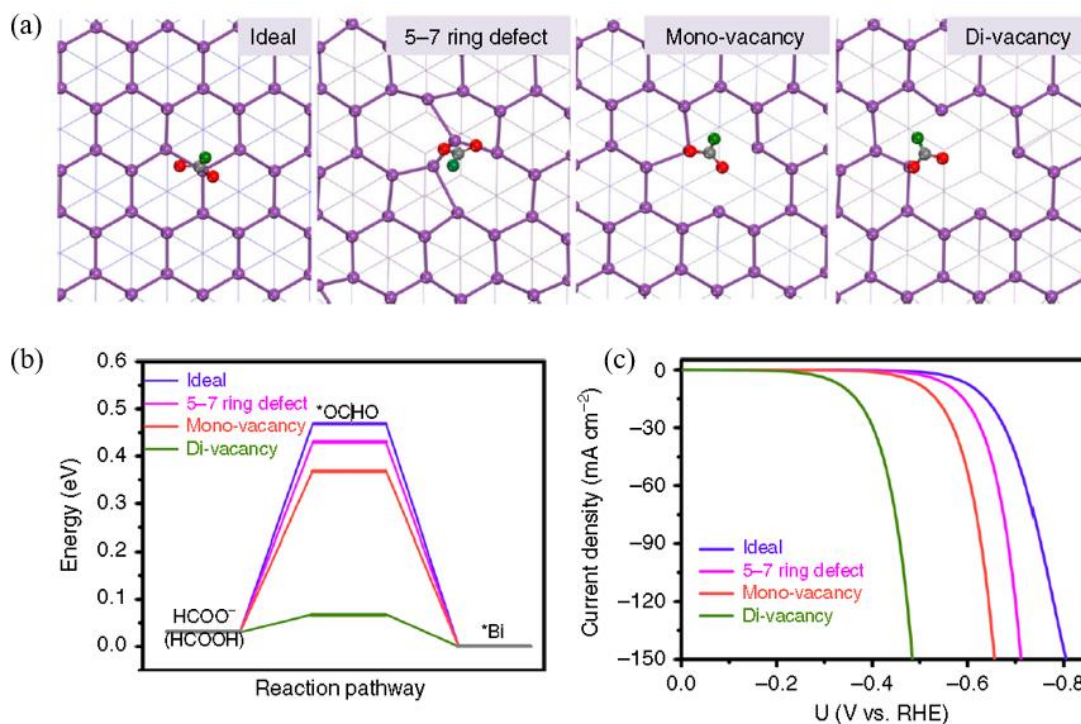 (a)
Ideal
5–7 ring defect
Mono-vacancy
Di-vacancy
(b)
0.6
0.5
0.4
0.3
0.2
0.1
0.0
Energy (eV)
Ideal
5–7 ring defect
Mono-vacancy
Di-vacancy
*OCHO
HCOO⁻
(HCOOH)
*Bi
Reaction pathway
(c)
0
−30
−60
−90
−120
−150
Current density (mA cm⁻²)
Ideal
5–7 ring defect
Mono-vacancy
Di-vacancy
0.0 −0.2 −0.4 −0.6 −0.8
U (V vs. RHE)